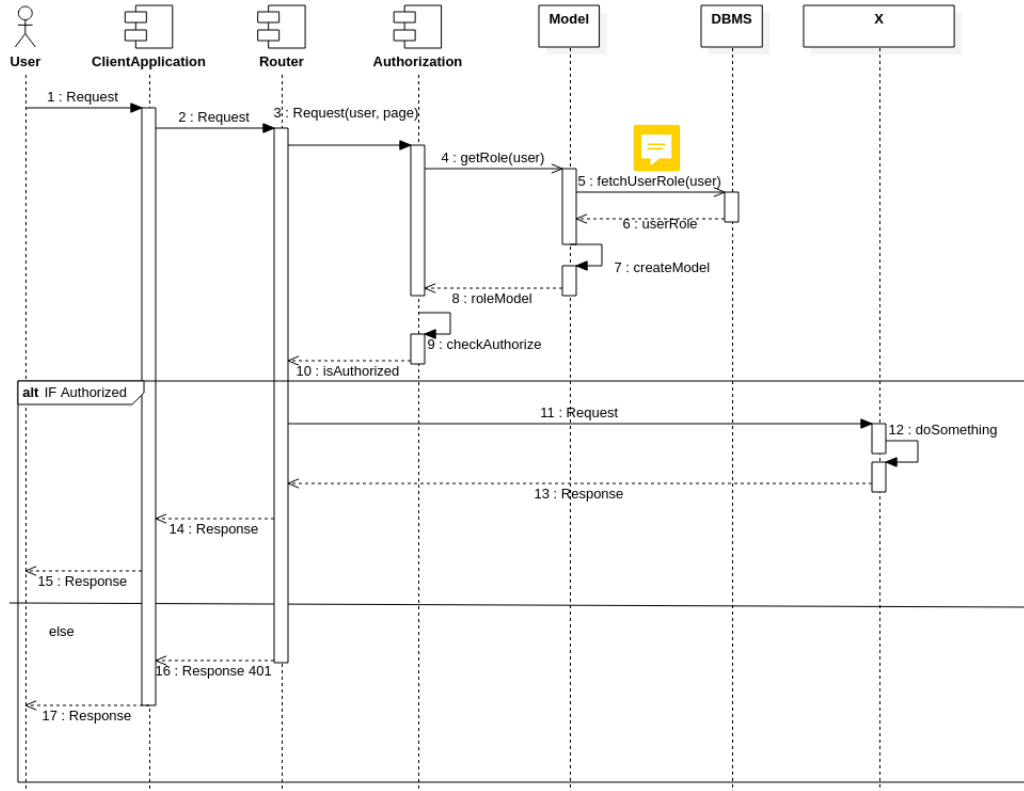 Model
DBMS
X
User
ClientApplication
Router
Authorization
1 : Request
2 : Request
3 : Request(user, page)
4 : getRole(user)
5 : fetchUserRole(user)
6 : userRole
7 : createModel
8 : roleModel
9 : checkAuthorize
10 : isAuthorized
alt IF Authorized
11 : Request
12 : doSomething
13 : Response
14 : Response
15 : Response
else
16 : Response 401
17 : Response